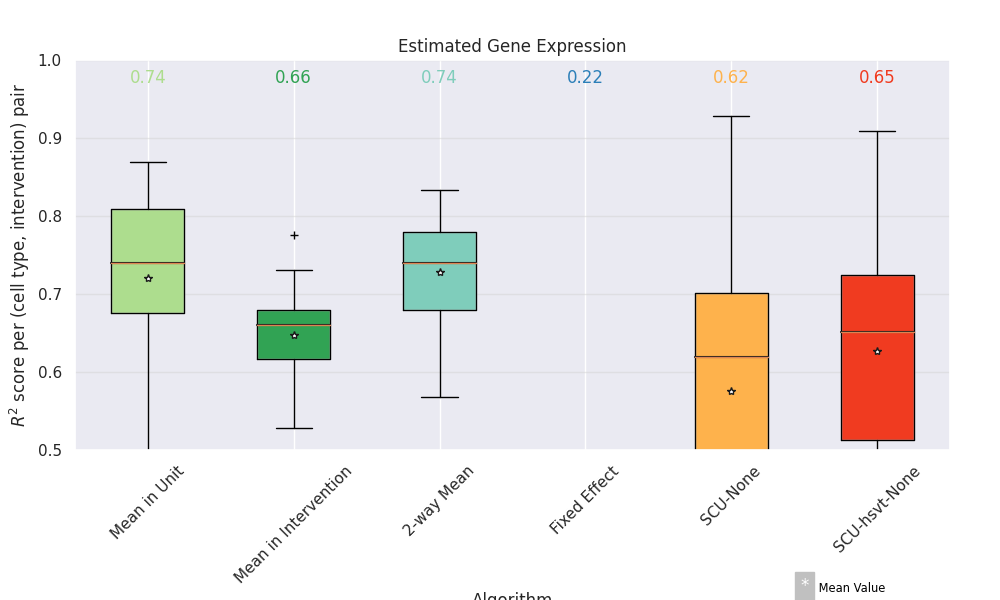 Estimated Gene Expression
1.0
0.74 0.66 0.74 0.22 0.62 0.65
0.9
0.8
0.7
0.6
0.5
R² score per (cell type, intervention) pair
Mean in Unit
Mean in Intervention
2-way Mean
Fixed Effect
SCU-None
SCU-hsvt-None
Algorithm
* Mean Value